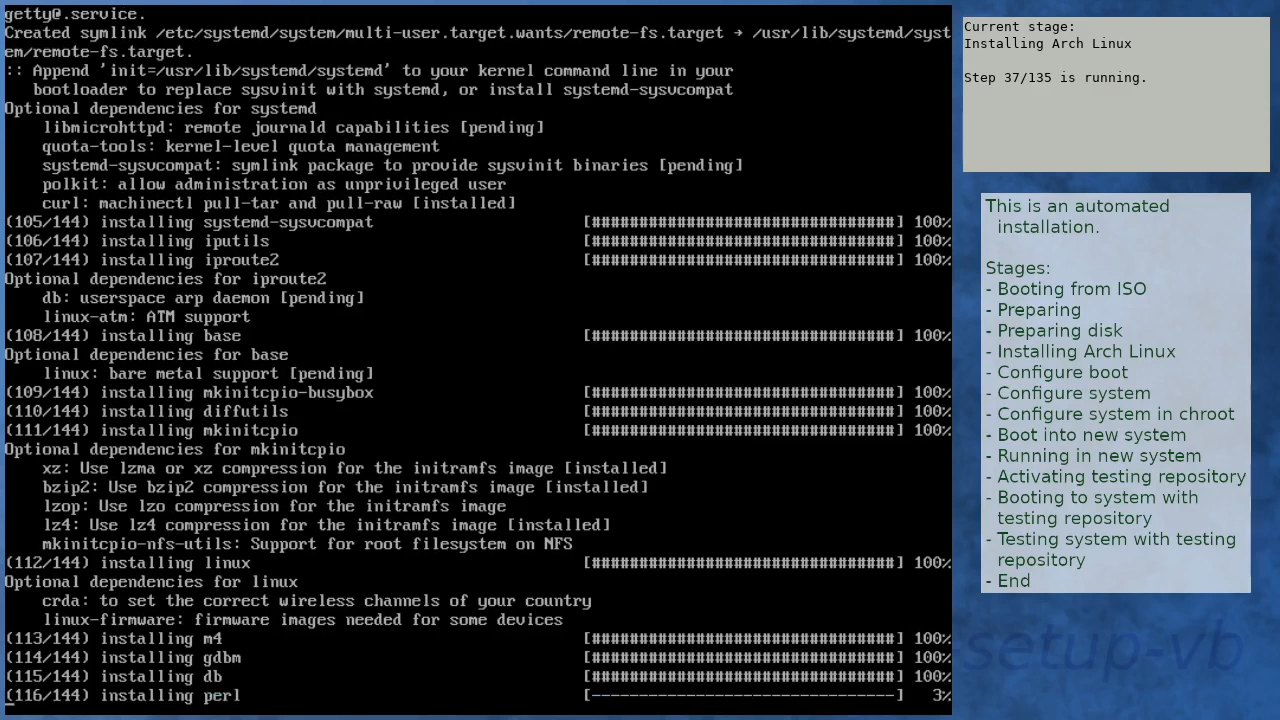 getty@.service.
Created symlink /etc/systemd/system/multi-user.target.wants/remote-fs.target → /usr/lib/systemd/syst
em/remote-fs.target.
:: Append 'init=/usr/lib/systemd/systemd' to your kernel command line in your
   bootloader to replace sysvinit with systemd, or install systemd-sysvcompat
Optional dependencies for systemd
    libmicrohttpd: remote journald capabilities [pending]
    quota-tools: kernel-level quota management
    systemd-sysvcompat: symlink package to provide sysvinit binaries [pending]
    polkit: allow administration as unprivileged user
    curl: machinectl pull-tar and pull-raw [installed]
(105/144) installing systemd-sysvcompat [################################] 100%
(106/144) installing iputils [################################] 100%
(107/144) installing iproute2 [################################] 100%
Optional dependencies for iproute2
    db: userspace arp daemon [pending]
    linux-atm: ATM support
(108/144) installing base [################################] 100%
Optional dependencies for base
    linux: bare metal support [pending]
(109/144) installing mkinitcpio-busybox [################################] 100%
(110/144) installing diffutils [################################] 100%
(111/144) installing mkinitcpio [################################] 100%
Optional dependencies for mkinitcpio
    xz: Use lzma or xz compression for the initramfs image [installed]
    bzip2: Use bzip2 compression for the initramfs image [installed]
    lzop: Use lzo compression for the initramfs image
    lz4: Use lz4 compression for the initramfs image [installed]
    mkinitcpio-nfs-utils: Support for root filesystem on NFS
(112/144) installing linux [################################] 100%
Optional dependencies for linux
    crda: to set the correct wireless channels of your country
    linux-firmware: firmware images needed for some devices
(113/144) installing m4 [################################] 100%
(114/144) installing gdbm [################################] 100%
(115/144) installing db [################################] 100%
(116/144) installing perl [--------------------------------] 3%
_
Current stage:
Installing Arch Linux
Step 37/135 is running.
This is an automated
installation.
Stages:
- Booting from ISO
- Preparing
- Preparing disk
- Installing Arch Linux
- Configure boot
- Configure system
- Configure system in chroot
- Boot into new system
- Running in new system
- Activating testing repository
- Booting to system with
testing repository
- Testing system with testing
repository
- End
setup-vb